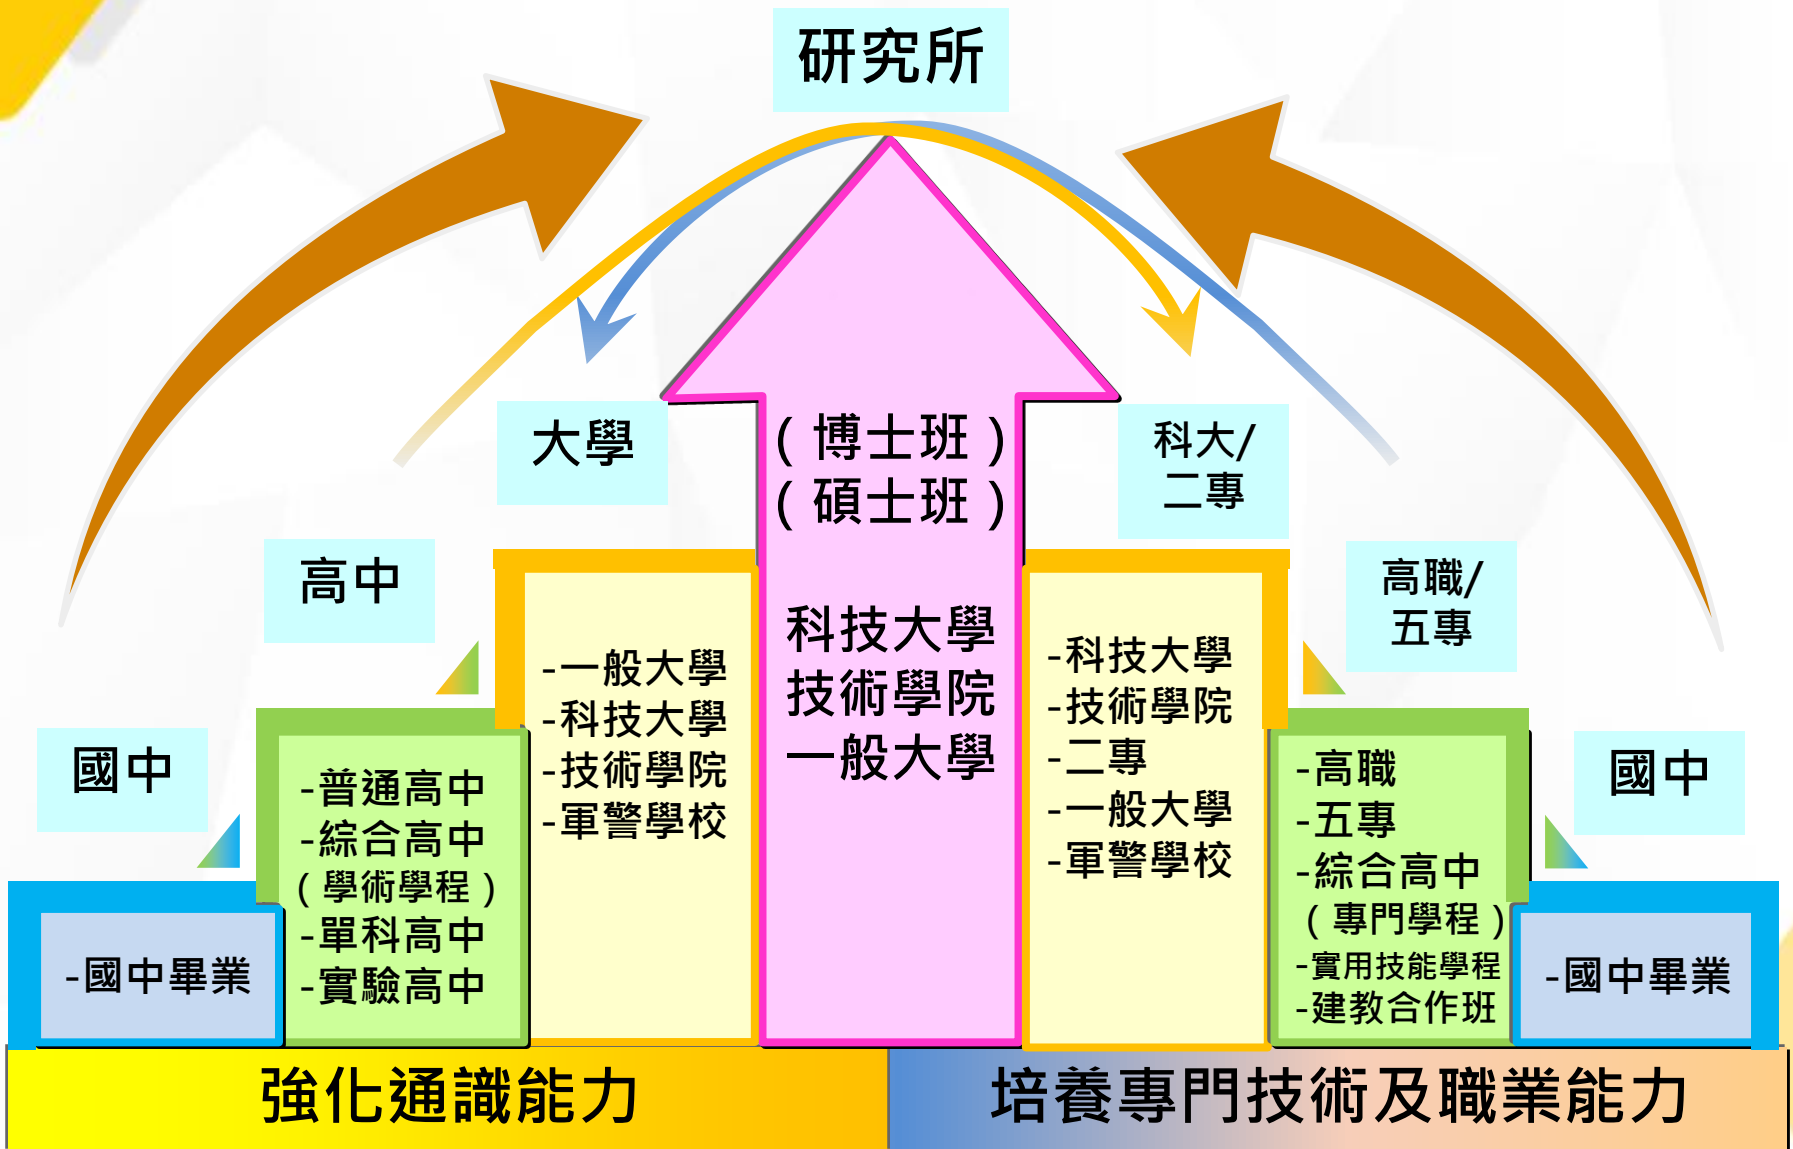 研究所
大學
高中
國中
(博士班)
(碩士班)
科技大學
技術學院
一般大學
科大/
二專
高職/
五專
國中
-國中畢業
-普通高中
-綜合高中
(學術學程)
-單科高中
-實驗高中
-一般大學
-科技大學
-技術學院
-軍警學校
-科技大學
-技術學院
-二專
-一般大學
-軍警學校
-高職
-五專
-綜合高中
(專門學程)
-實用技能學程
-建教合作班
-國中畢業
強化通識能力
培養專門技術及職業能力